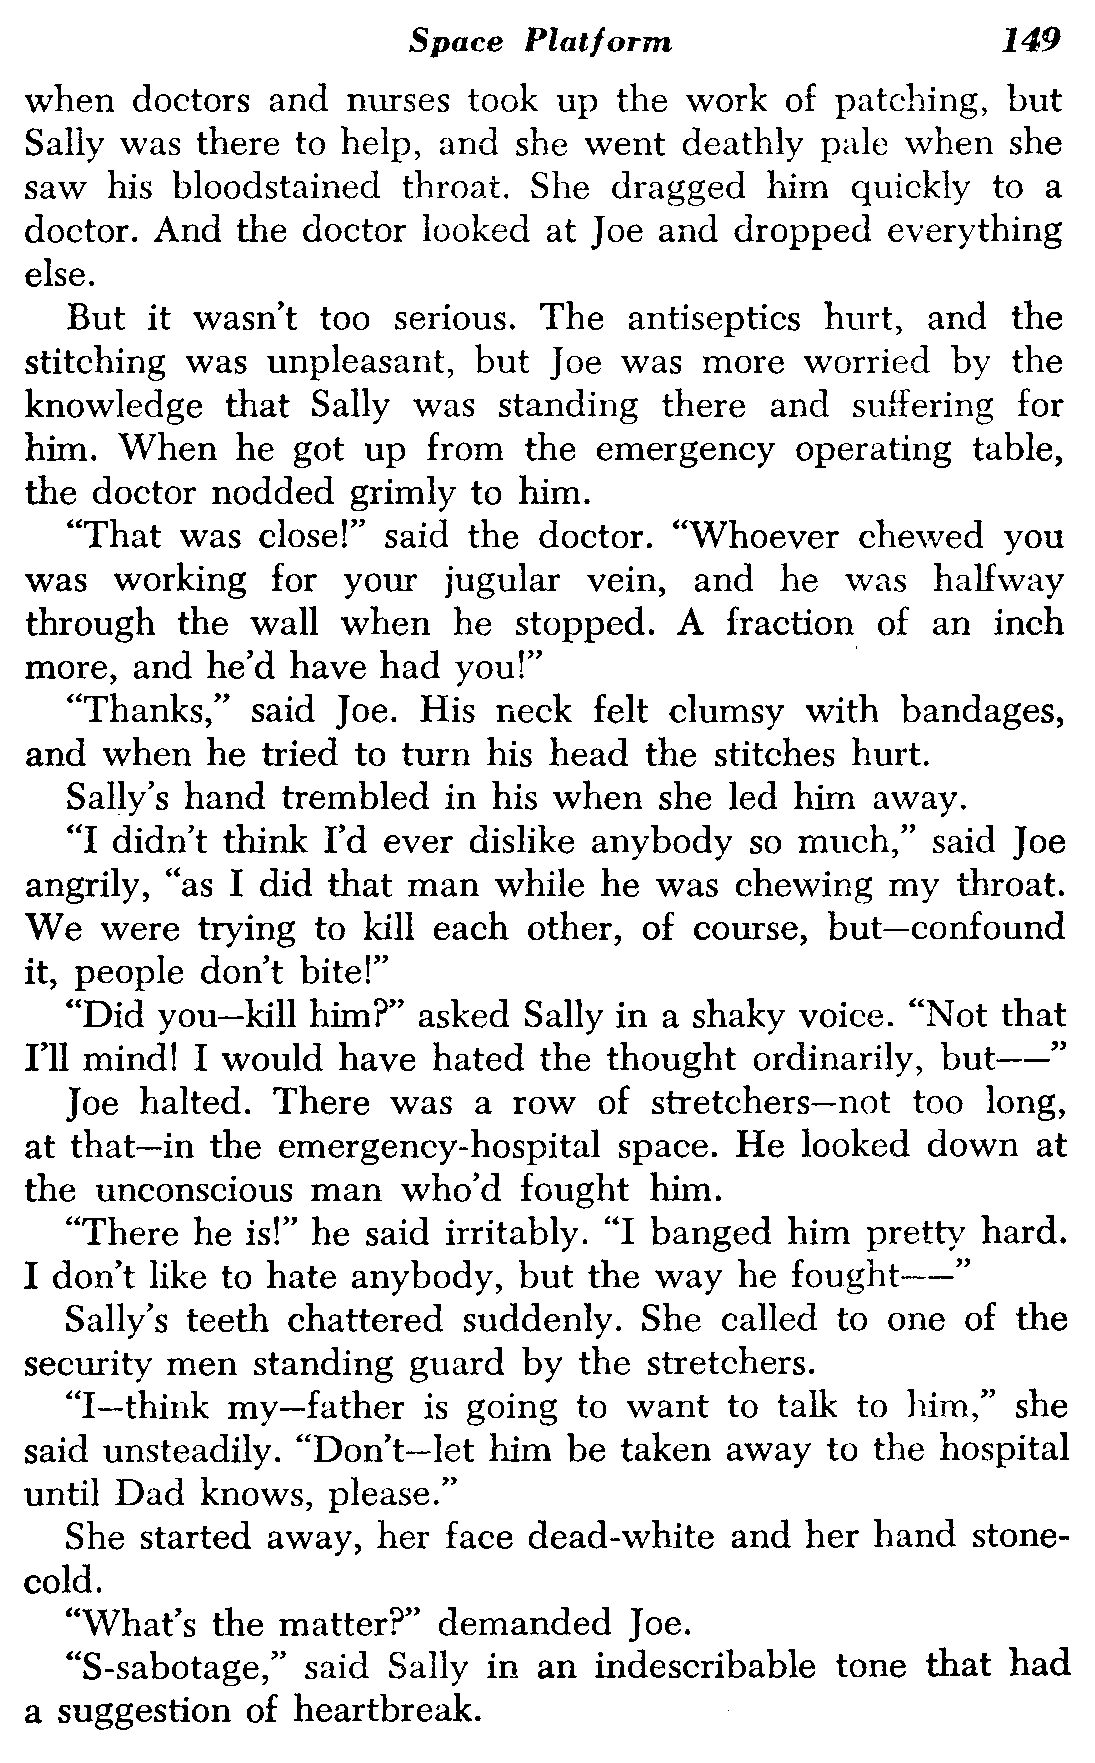 Space Platform 149
when doctors and nurses took up the work of patching, but
Sally was there to help, and she went deathly pale when she
saw his bloodstained throat. She dragged him quickly to a
doctor. And the doctor looked at Joe and dropped everything
else.
But it wasn't too serious. The antiseptics hurt, and the
stitching was unpleasant, but Joe was more worried by the
knowledge that Sally was standing there and suffering for
him. When he got up from the emergency operating table,
the doctor nodded grimly to him.
“That was close!” said the doctor. “Whoever chewed you
was working for your jugular vein, and he was halfway
through the wall when he stopped. A fraction of an inch
more, and he'd have had you!”
“Thanks,” said Joe. His neck felt clumsy with bandages,
and when he tried to turn his head the stitches hurt.
Sally's hand trembled in his when she led him away.
“I didn't think I'd ever dislike anybody so much,” said Joe
angrily, “as I did that man while he was chewing my throat.
We were trying to kill each other, of course, but—confound
it, people don't bite!”
“Did you—kill him?” asked Sally in a shaky voice. “Not that
I'll mind! I would have hated the thought ordinarily, but——”
Joe halted. There was a row of stretchers—not too long,
at that—in the emergency-hospital space. He looked down at
the unconscious man who'd fought him.
“There he is!” he said irritably. “I banged him pretty hard.
I don't like to hate anybody, but the way he fought——”
Sally's teeth chattered suddenly. She called to one of the
security men standing guard by the stretchers.
“I—think my—father is going to want to talk to him,” she
said unsteadily. “Don't—let him be taken away to the hospital
until Dad knows, please.”
She started away, her face dead-white and her hand stone-
cold.
“What's the matter?” demanded Joe.
“S-sabotage,” said Sally in an indescribable tone that had
a suggestion of heartbreak.